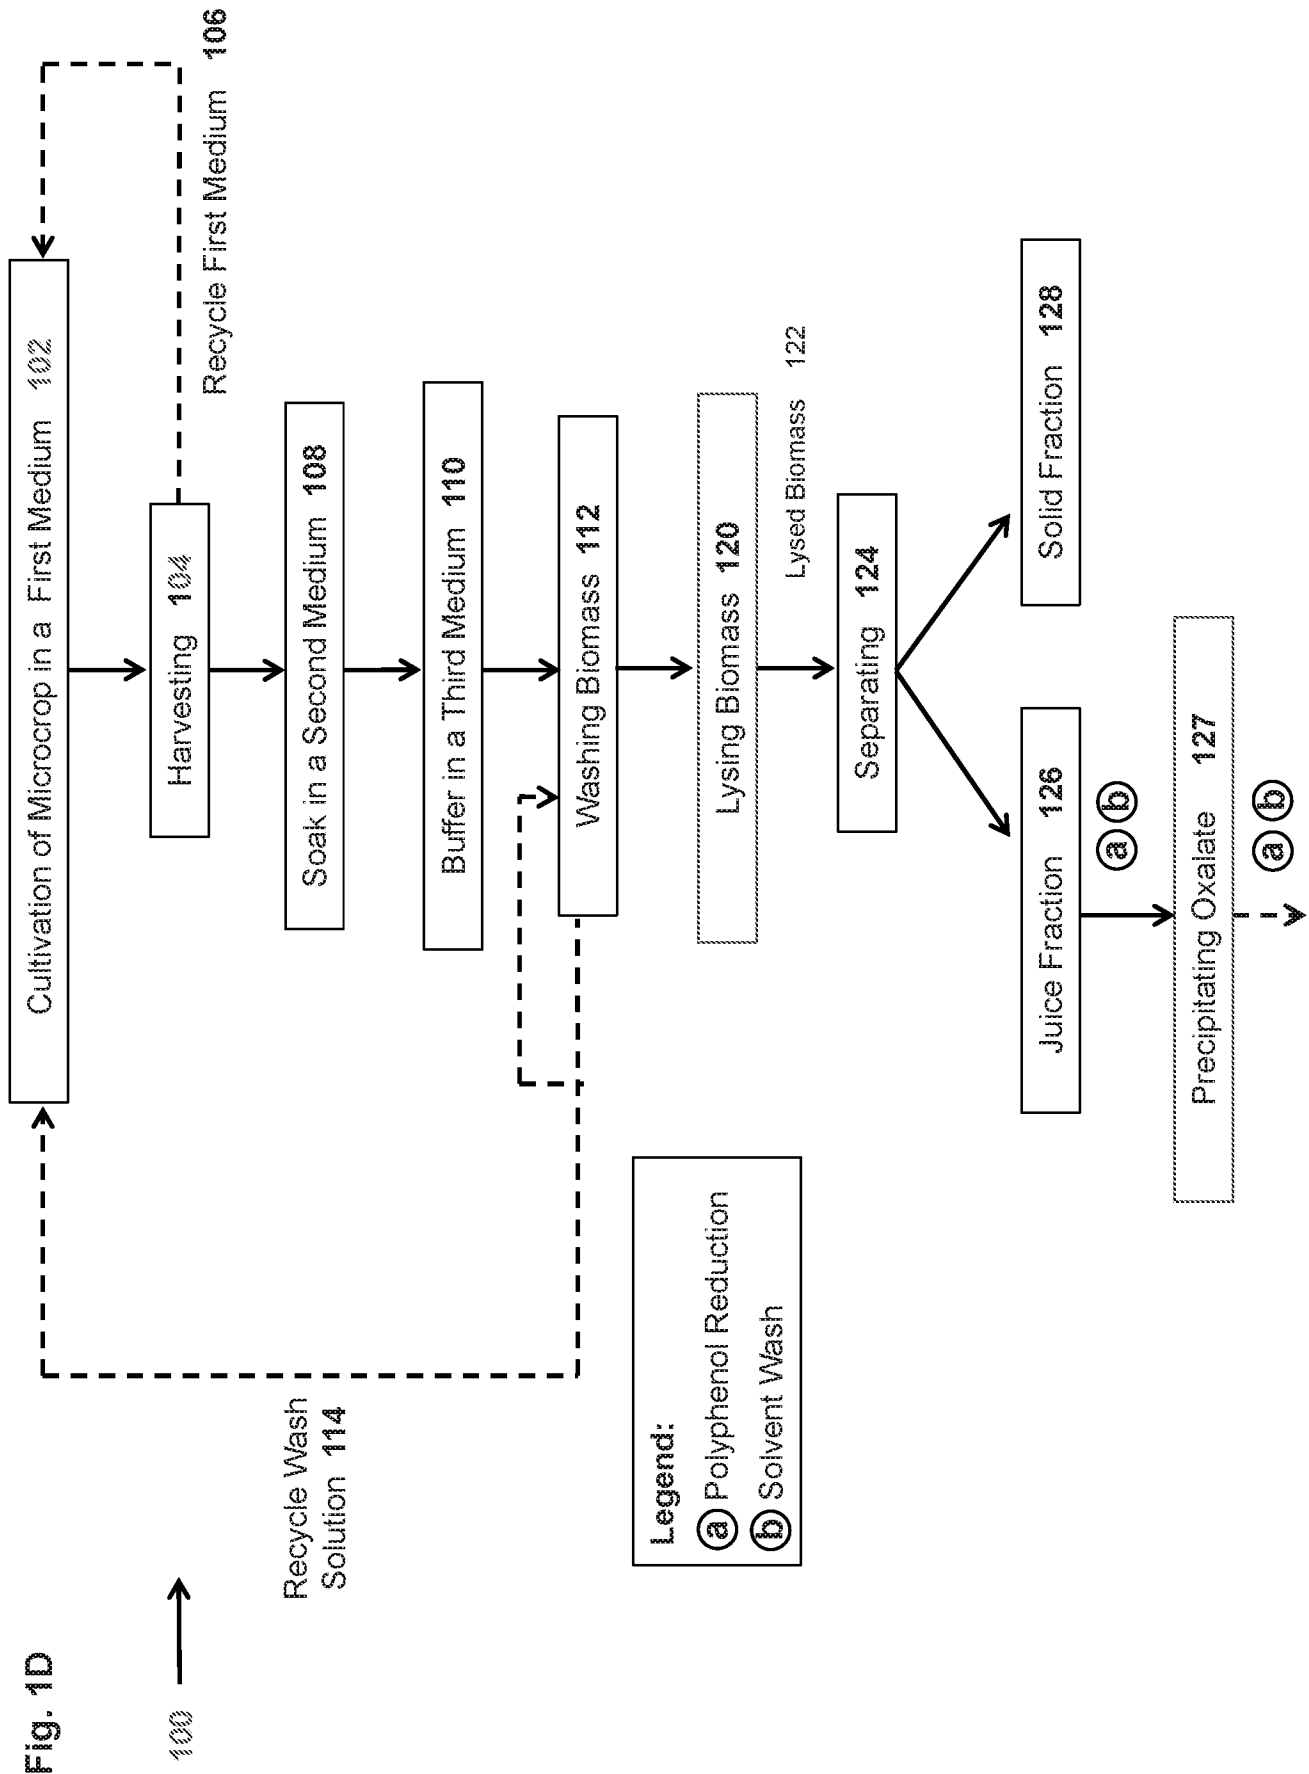 Fig. 1D
100
Cultivation of Microcrop in a First Medium 102
Harvesting 104
Recycle First Medium 106
Soak in a Second Medium 108
Buffer in a Third Medium 110
Recycle Wash
Solution 114
Washing Biomass 112
Lysing Biomass 120
Lysed Biomass 122
Separating 124
Juice Fraction 126
Solid Fraction 128
a b
Precipitating Oxalate 127
a b
Legend:
a Polyphenol Reduction
b Solvent Wash